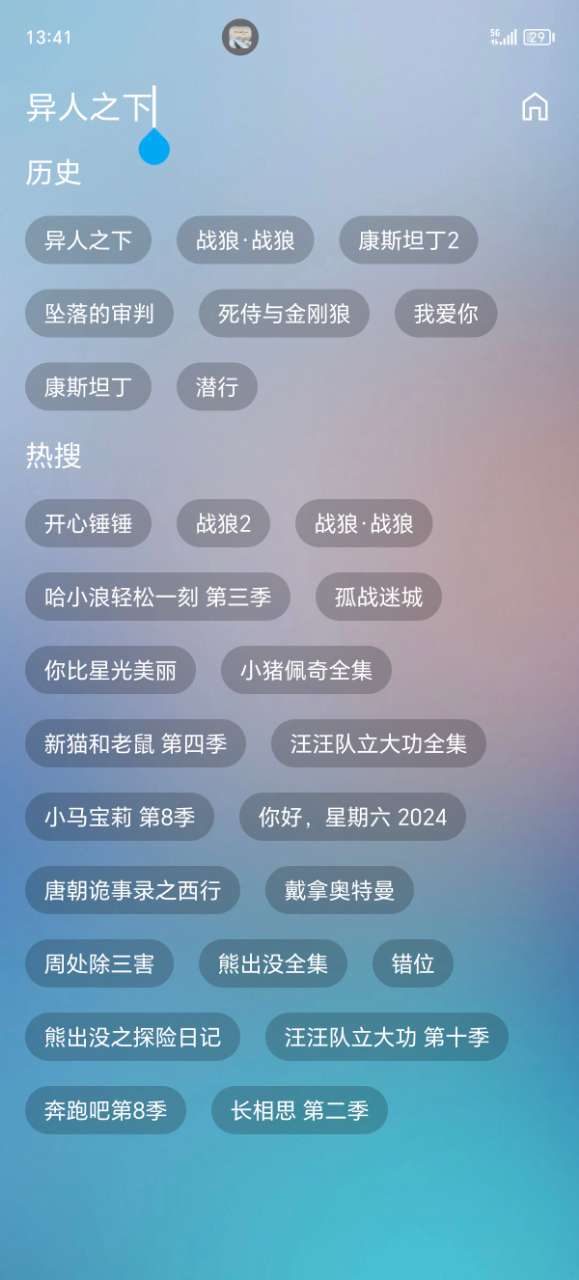 13:41 5G 29
异人之下
历史
异人之下 战狼·战狼 康斯坦丁2
坠落的审判 死侍与金刚狼 我爱你
康斯坦丁 潜行
热搜
开心锤锤 战狼2 战狼·战狼
哈小浪轻松一刻 第三季 孤战迷城
你比星光美丽 小猪佩奇全集
新猫和老鼠 第四季 汪汪队立大功全集
小马宝莉 第8季 你好，星期六 2024
唐朝诡事录之西行 戴拿奥特曼
周处除三害 熊出没全集 错位
熊出没之探险日记 汪汪队立大功 第十季
奔跑吧第8季 长相思 第二季